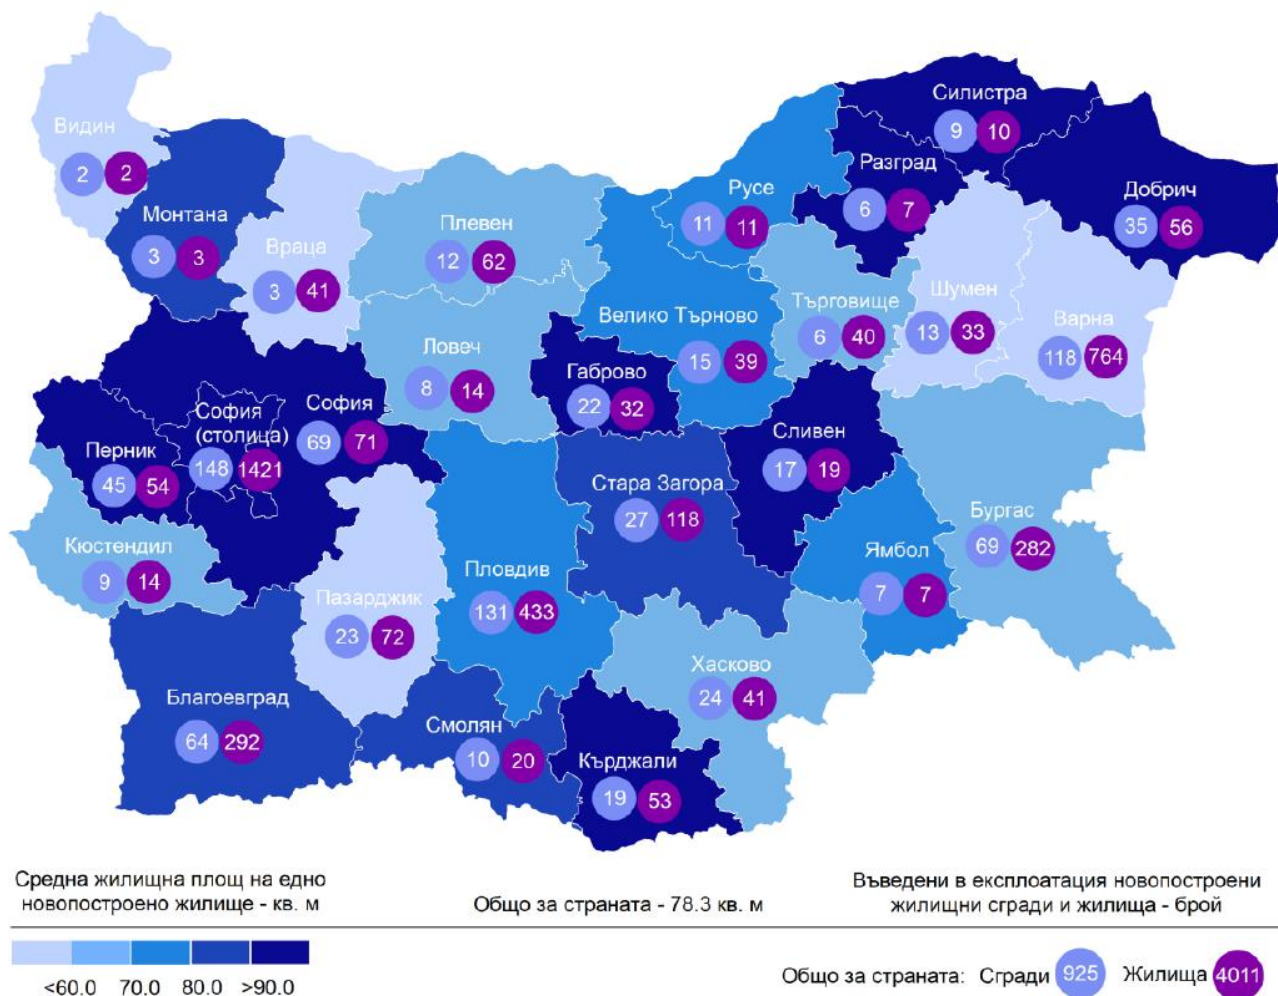 Видин
2 2
Монтана
3 3
Враца
3 41
Плевен
12 62
Ловеч
8 14
Русе
11 11
Велико Търново
15 39
Силистра
9 10
Разград
6 7
Добрич
35 56
Търговище
6 40
Шумен
13 33
Варна
118 764
Габрово
22 32
София
69 71
София
(столица)
148 1421
Перник
45 54
Кюстендил
9 14
Сливен
17 19
Стара Загора
27 118
Бургас
69 282
Ямбол
7 7
Пловдив
131 433
Пазарджик
23 72
Хасково
24 41
Благоевград
64 292
Смолян
10 20
Кърджали
19 53
Средна жилищна площ на едно
новопостроено жилище - кв. м
Общо за страната - 78.3 кв. м
Въведени в експлоатация новопостроени
жилищни сгради и жилища - брой
<60.0 70.0 80.0 >90.0
Общо за страната: Сгради 925 Жилища 4011